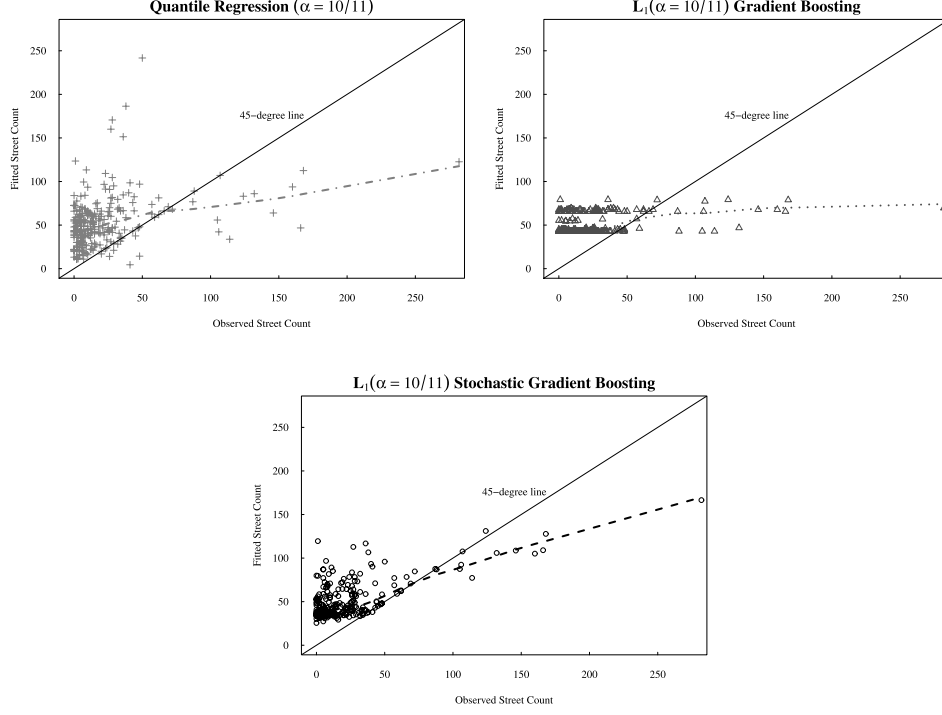 Quantile Regression (α = 10/11)
250
200
150
100
50
0
Fitted Street Count
45−degree line
0 50 100 150 200 250
Observed Street Count
L1(α = 10/11) Gradient Boosting
250
200
150
100
50
0
Fitted Street Count
45−degree line
0 50 100 150 200 250
Observed Street Count
L1(α = 10/11) Stochastic Gradient Boosting
250
200
150
100
50
0
Fitted Street Count
45−degree line
0 50 100 150 200 250
Observed Street Count